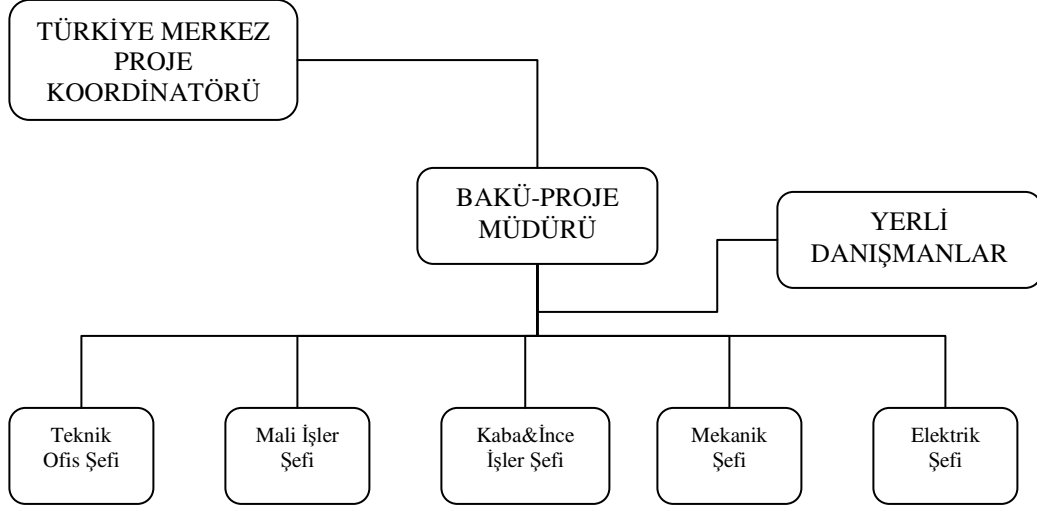 TÜRKİYE MERKEZ
PROJE
KOORDİNATÖRÜ
BAKÜ-PROJE
MÜDÜRÜ
YERLİ
DANIŞMANLAR
Teknik
Ofis Şefi
Mali İşler
Şefi
Kaba&İnce
İşler Şefi
Mekanik
Şefi
Elektrik
Şefi